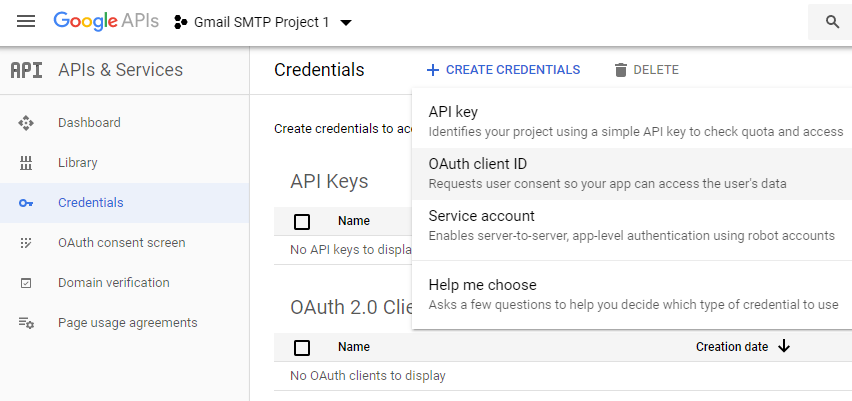 Google APIs Gmail SMTP Project 1
API APIs & Services
Credentials + CREATE CREDENTIALS DELETE
Dashboard
Library
Credentials
OAuth consent screen
Domain verification
Page usage agreements
Create credentials to
API key
Identifies your project using a simple API key to check quota and access
OAuth client ID
Requests user consent so your app can access the user's data
Service account
Enables server-to-server, app-level authentication using robot accounts
Help me choose
Asks a few questions to help you decide which type of credential to use
API Keys
Name
No API keys to displa
OAuth 2.0 Clie
Name Creation date
No OAuth clients to display